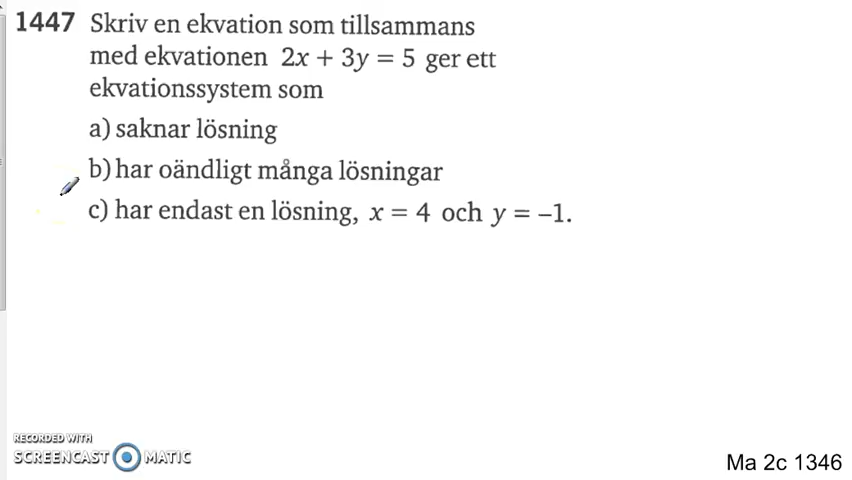 1447 Skriv en ekvation som tillsammans
med ekvationen 2x + 3y = 5 ger ett
ekvationssystem som
a) saknar lösning
b) har oändligt många lösningar
c) har endast en lösning, x = 4 och y = –1.
RECORDED WITH
SCREENCAST MATIC
Ma 2c 1346